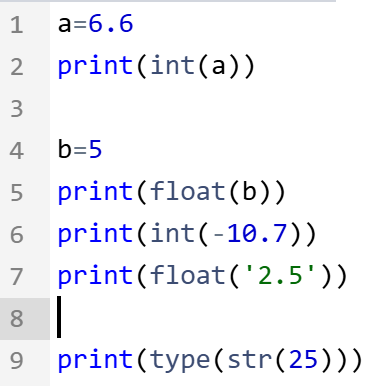 1 a=6.6
2 print(int(a))
3
4 b=5
5 print(float(b))
6 print(int(-10.7))
7 print(float('2.5'))
8
9 print(type(str(25)))